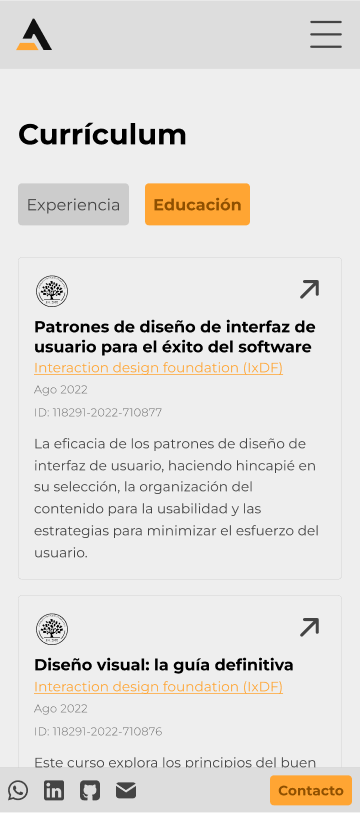 Currículum
Experiencia
Educación
Patrones de diseño de interfaz de
usuario para el éxito del software
Interaction design foundation (IxDF)
Ago 2022
ID: 118291-2022-710877
La eficacia de los patrones de diseño de
interfaz de usuario, haciendo hincapié en
su selección, la organización del
contenido para la usabilidad y las
estrategias para minimizar el esfuerzo del
usuario.
Diseño visual: la guía definitiva
Interaction design foundation (IxDF)
Ago 2022
ID: 118291-2022-710876
Este curso explora los principios del buen
Contacto